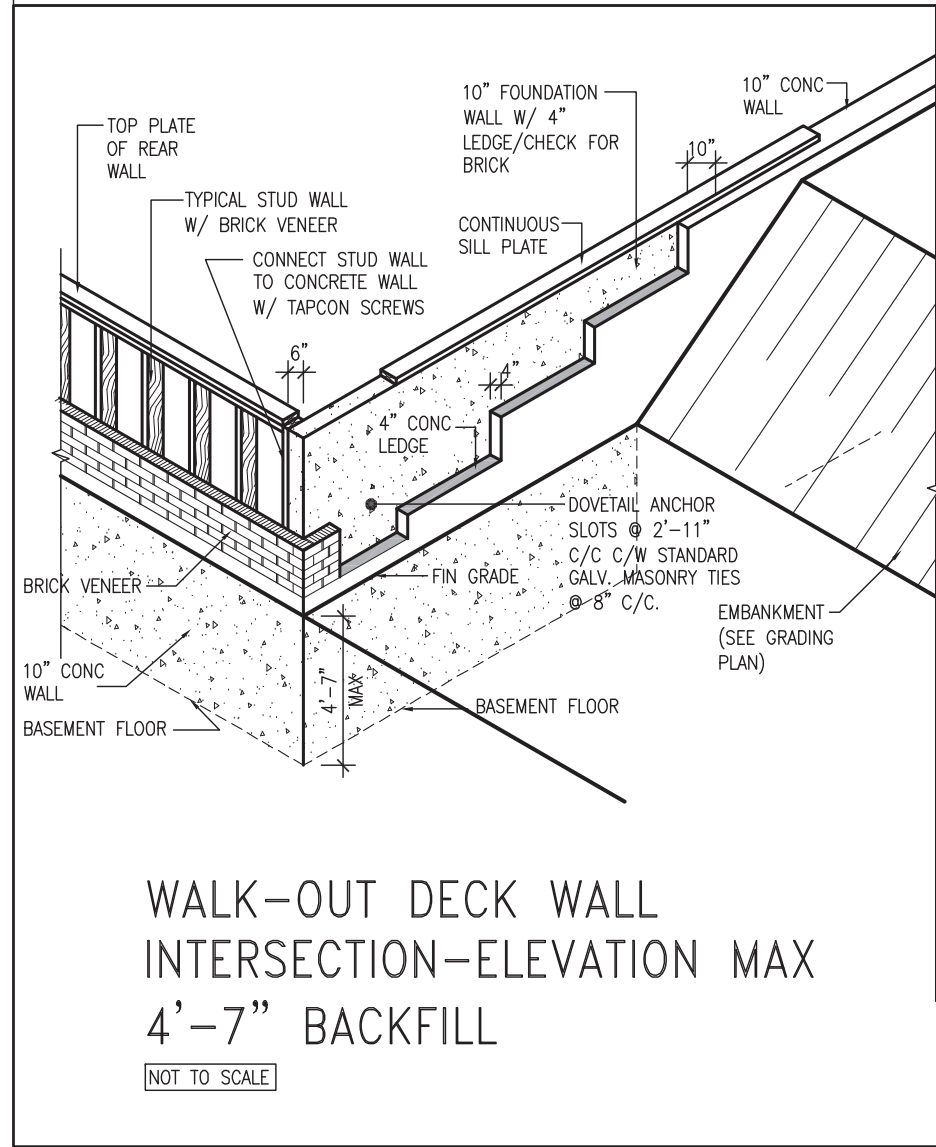 10" FOUNDATION
WALL W/ 4"
LEDGE/CHECK FOR
BRICK
10" CONC
WALL
TOP PLATE
OF REAR
WALL
10"
TYPICAL STUD WALL
W/ BRICK VENEER
CONTINUOUS
SILL PLATE
CONNECT STUD WALL
TO CONCRETE WALL
W/ TAPCON SCREWS
6"
4"
4" CONC
LEDGE
DOVETAIL ANCHOR
SLOTS @ 2'-11"
C/C C/W STANDARD
GALV. MASONRY TIES
@ 8" C/C.
FIN GRADE
BRICK VENEER
EMBANKMENT
(SEE GRADING
PLAN)
10" CONC
WALL
4'-7"
MAX
BASEMENT FLOOR
BASEMENT FLOOR
WALK-OUT DECK WALL
INTERSECTION-ELEVATION MAX
4'-7" BACKFILL
NOT TO SCALE